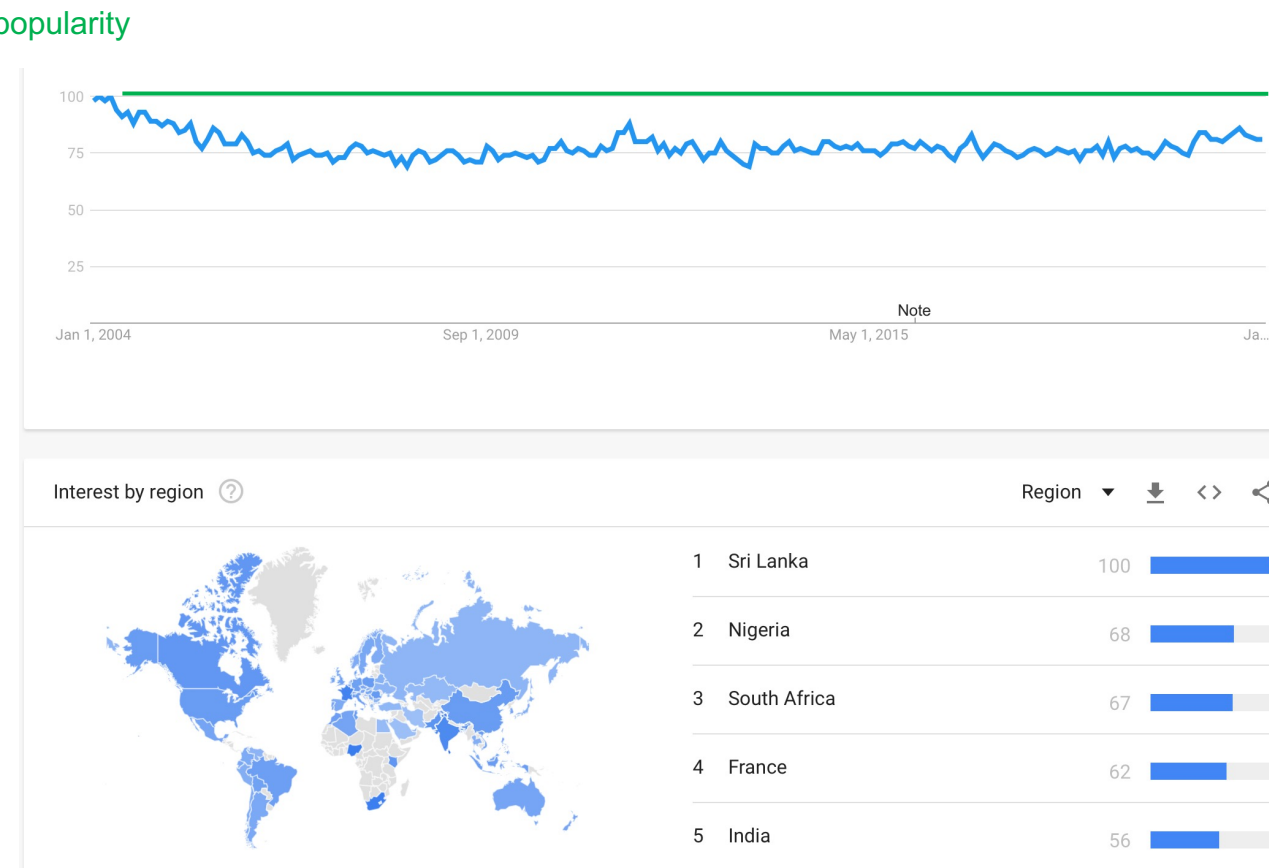 popularity
100
75
50
25
Note
Jan 1, 2004 Sep 1, 2009 May 1, 2015 Ja...
Interest by region ? Region
1 Sri Lanka 100
2 Nigeria 68
3 South Africa 67
4 France 62
5 India 56